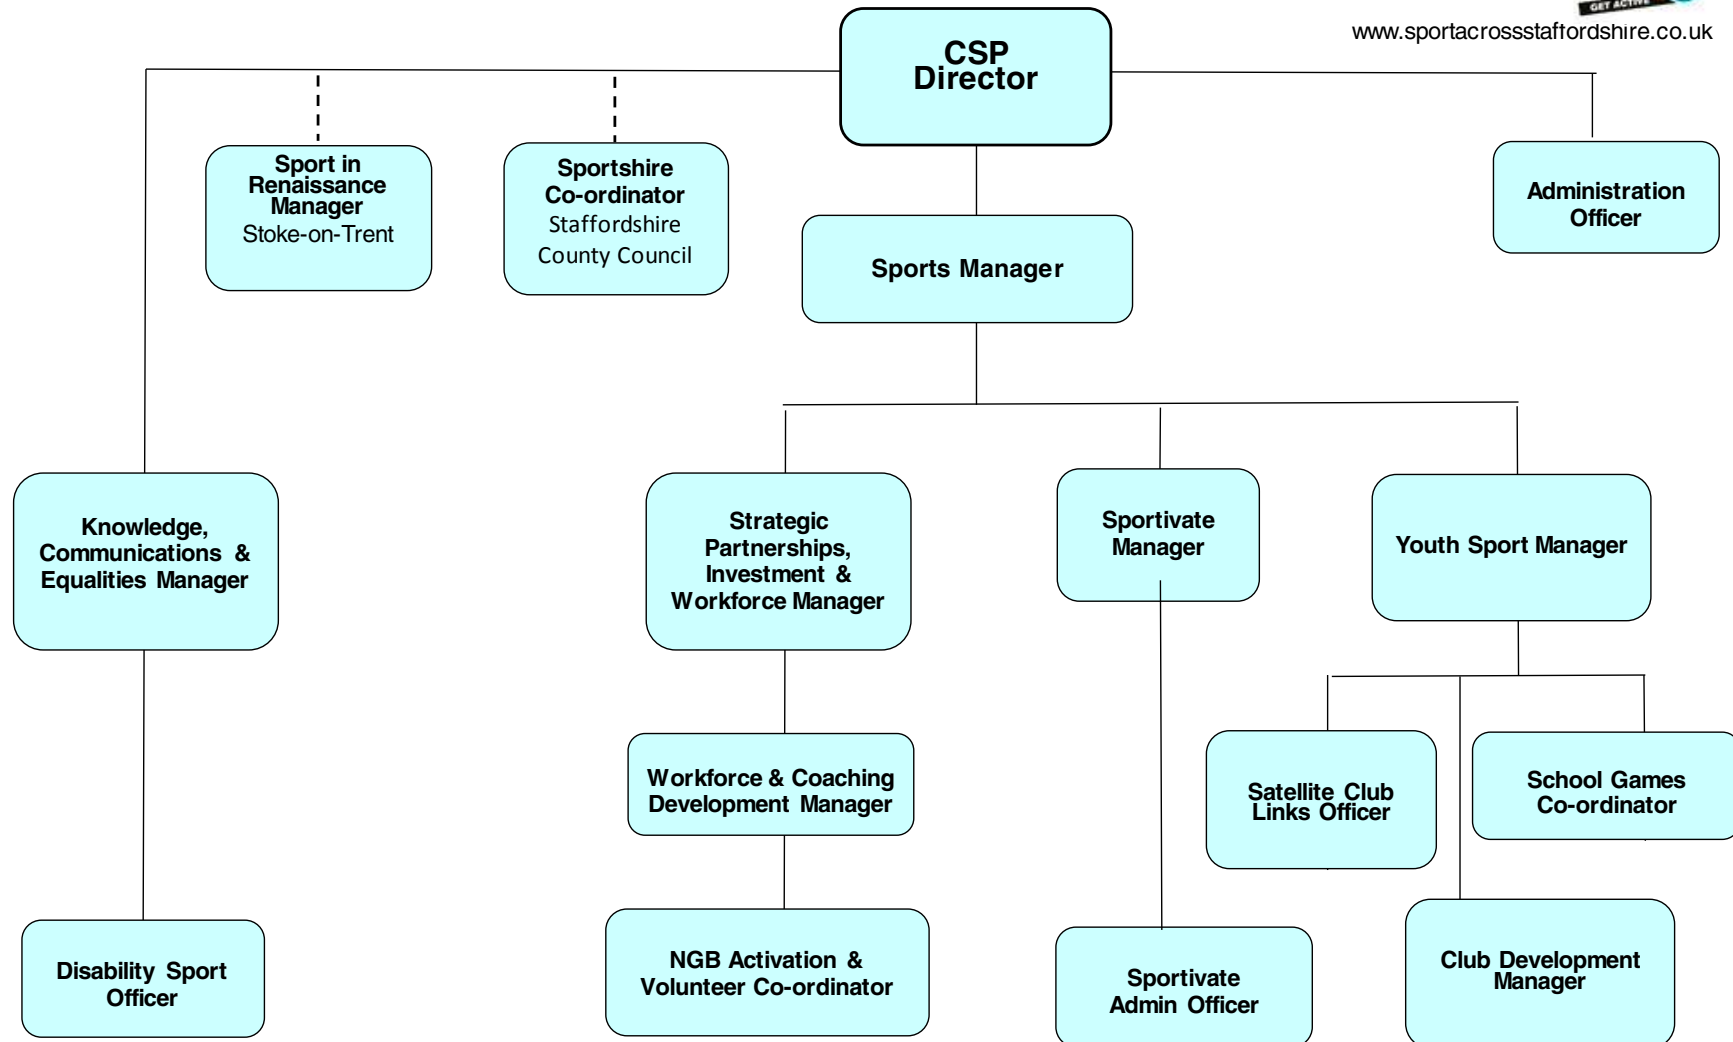 GET ACTIVE
www.sportacrossstaffordshire.co.uk
CSP
Director
Sport in
Renaissance
Manager
Stoke-on-Trent
Sportshire
Co-ordinator
Staffordshire
County Council
Administration
Officer
Sports Manager
Knowledge,
Communications &
Equalities Manager
Strategic
Partnerships,
Investment &
Workforce Manager
Sportivate
Manager
Youth Sport Manager
Workforce & Coaching
Development Manager
Satellite Club
Links Officer
School Games
Co-ordinator
Disability Sport
Officer
NGB Activation &
Volunteer Co-ordinator
Sportivate
Admin Officer
Club Development
Manager